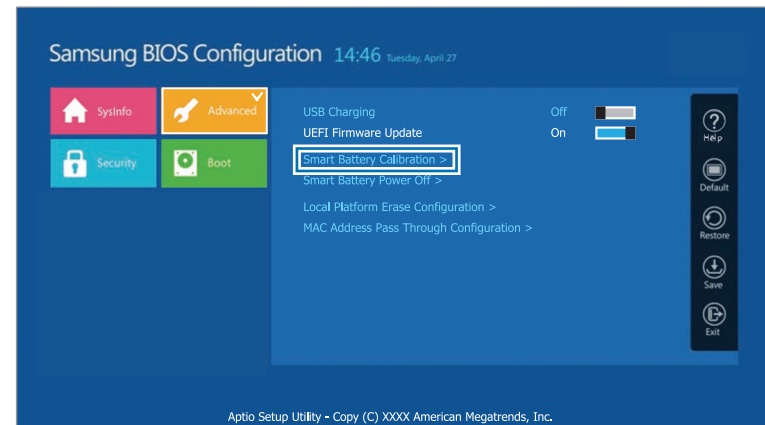 Samsung BIOS Configuration 14:46 Tuesday, April 27
SysInfo
Advanced
Security
Boot
USB Charging Off
UEFI Firmware Update On
Smart Battery Calibration >
Smart Battery Power Off >
Local Platform Erase Configuration >
MAC Address Pass Through Configuration >
?
Help
Default
Restore
Save
Exit
Aptio Setup Utility - Copy (C) XXXX American Megatrends, Inc.